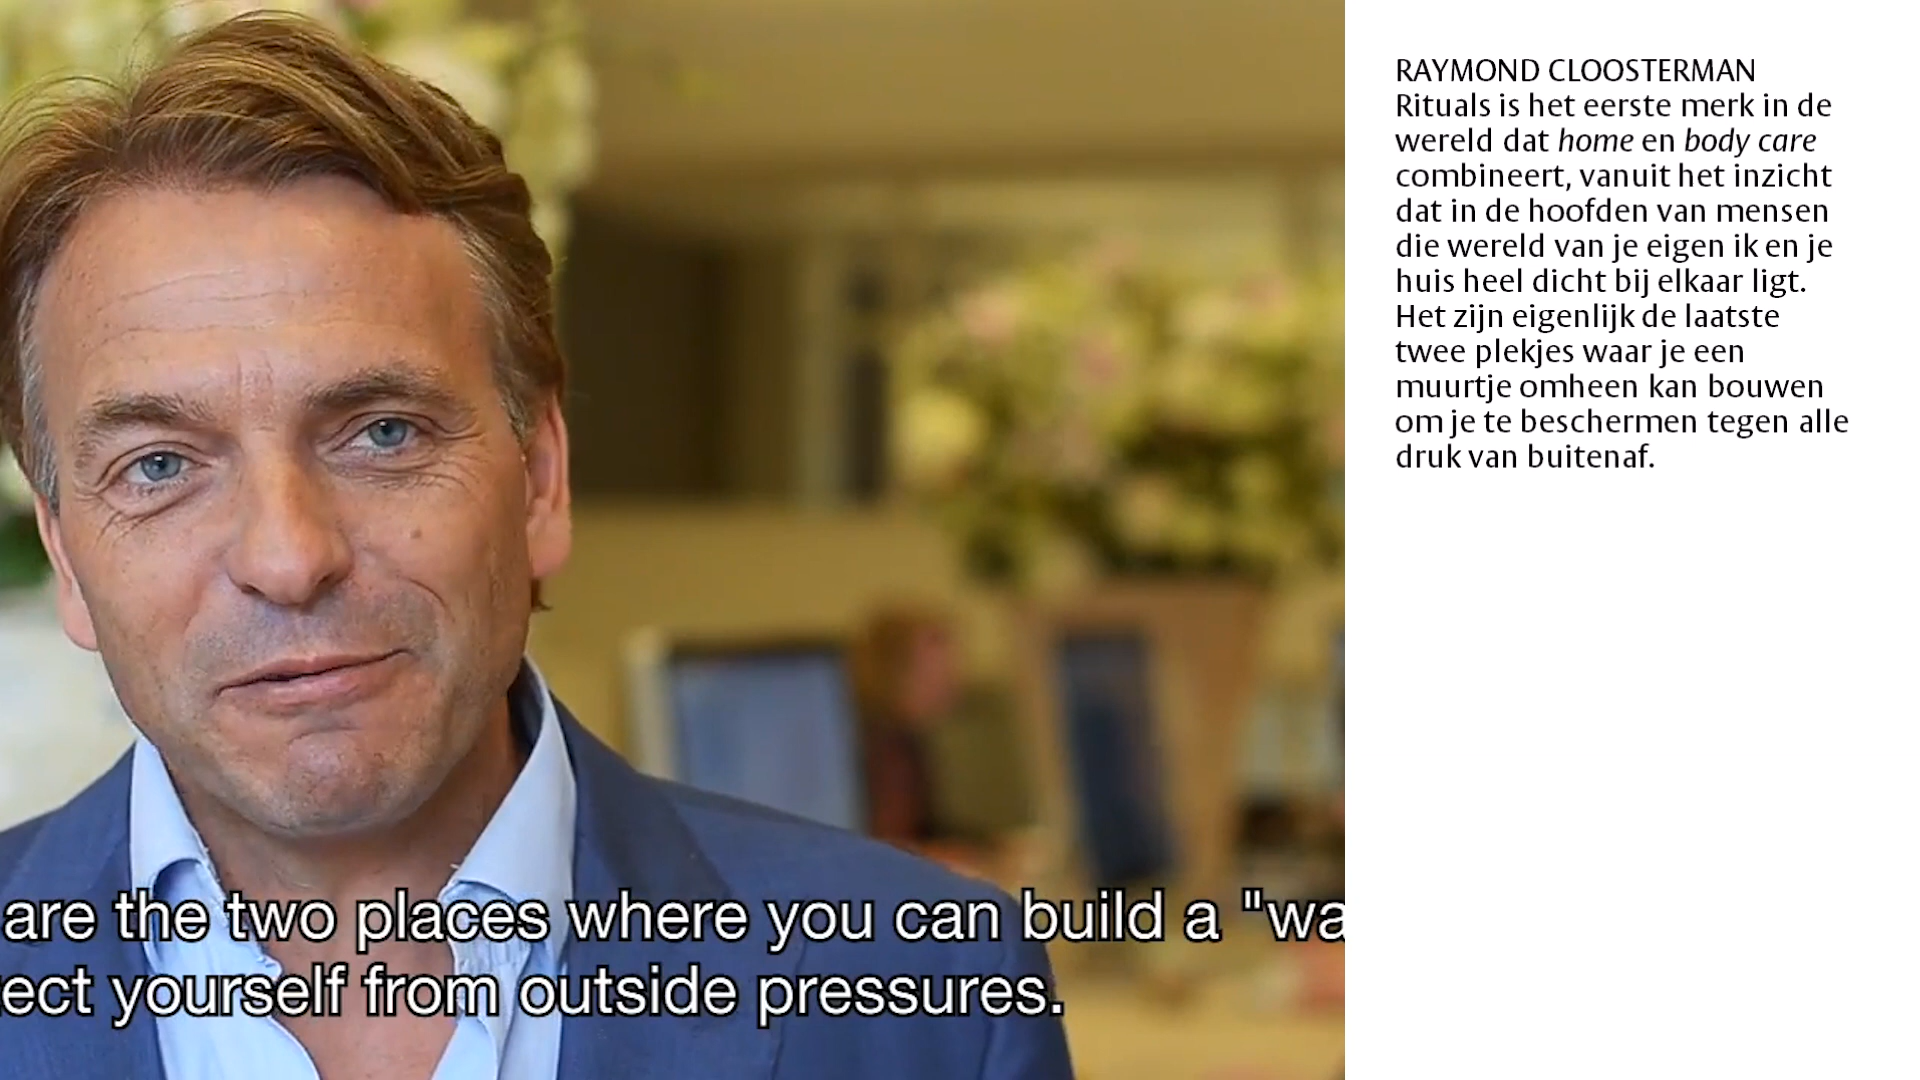 RAYMOND CLOOSTERMAN
Rituals is het eerste merk in de
wereld dat home en body care
combineert, vanuit het inzicht
dat in de hoofden van mensen
die wereld van je eigen ik en je
huis heel dicht bij elkaar ligt.
Het zijn eigenlijk de laatste
twee plekjes waar je een
muurtje omheen kan bouwen
om je te beschermen tegen alle
druk van buitenaf.
are the two places where you can build a "wa
ect yourself from outside pressures.